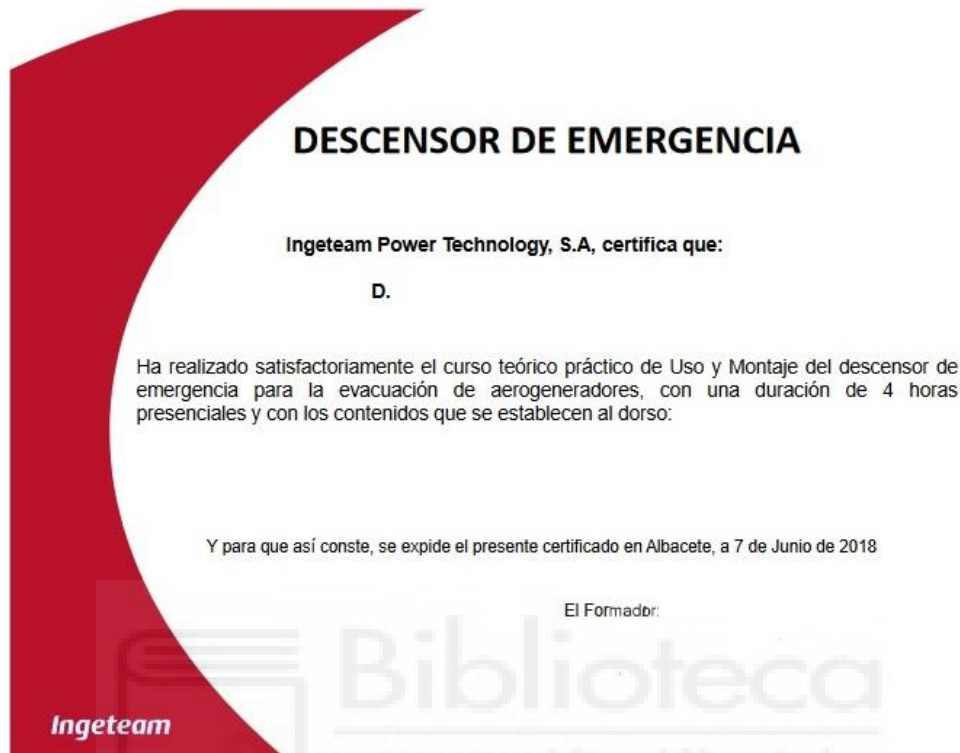 DESCENSOR DE EMERGENCIA
Ingeteam Power Technology, S.A, certifica que:
D.
Ha realizado satisfactoriamente el curso teórico práctico de Uso y Montaje del descensor de
emergencia para la evacuación de aerogeneradores, con una duración de 4 horas
presenciales y con los contenidos que se establecen al dorso:
Y para que así conste, se expide el presente certificado en Albacete, a 7 de Junio de 2018
El Formador:
Biblioteca
Ingeteam